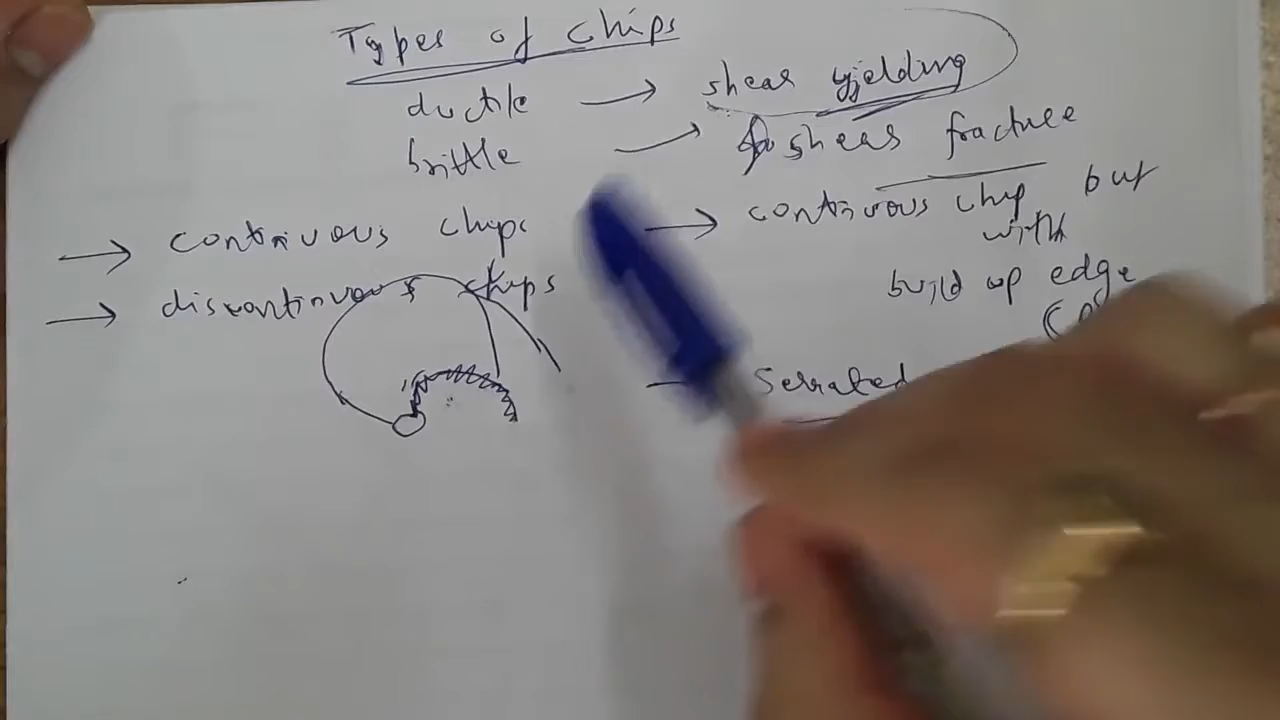 Types of chips
ductile → shear yjelding
brittle → shear fracture
→ continuous chips
→ discontinuous chips
→ continuous chip but
with
build up edge
Serrated